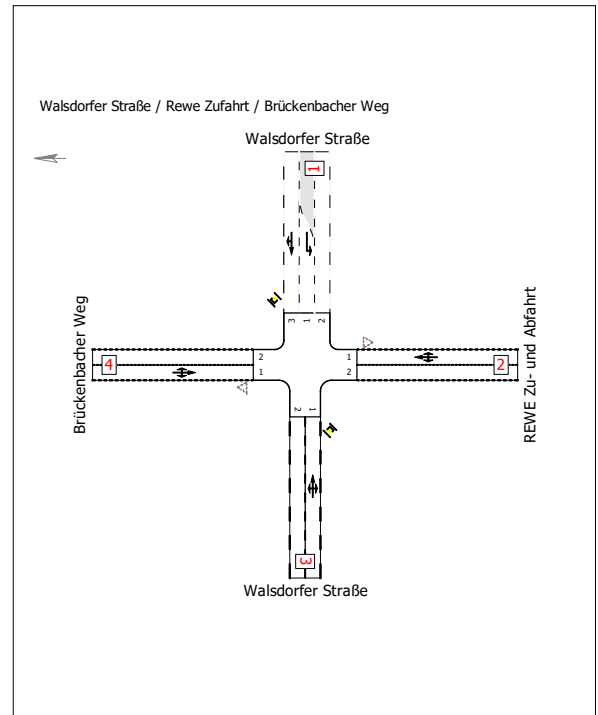 Walsdorfer Straße / Rewe Zufahrt / Brückenbacher Weg
Walsdorfer Straße
1
3 1 2
Brückenbacher Weg
4
2
1
1
2
2
REWE Zu- und Abfahrt
2 1
3
Walsdorfer Straße